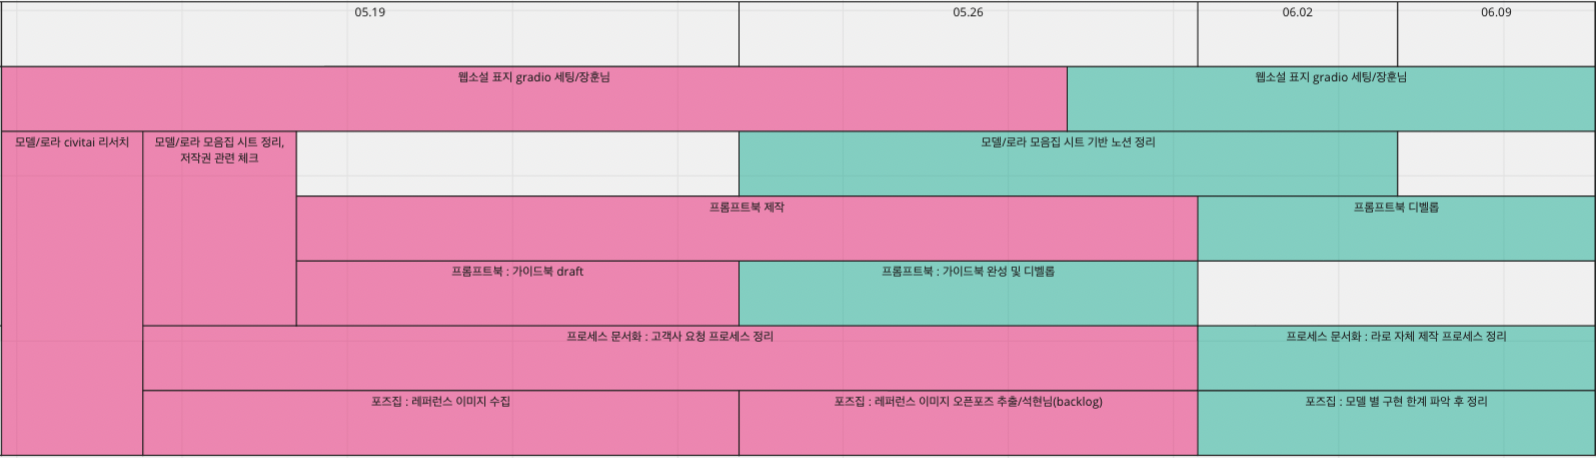 05.19
05.26
06.02
06.09
웹소설 표지 gradio 세팅/장훈님
웹소설 표지 gradio 세팅/장훈님
모델/로라 civitai 리서치
모델/로라 모음집 시트 정리,
저작권 관련 체크
모델/로라 모음집 시트 기반 노션 정리
프롬프트북 제작
프롬프트북 디벨롭
프롬프트북 : 가이드북 draft
프롬프트북 : 가이드북 완성 및 디벨롭
프로세스 문서화 : 고객사 요청 프로세스 정리
프로세스 문서화 : 라로 자체 제작 프로세스 정리
포즈집 : 레퍼런스 이미지 수집
포즈집 : 레퍼런스 이미지 오픈포즈 추출/석현님(backlog)
포즈집 : 모델 별 구현 한계 파악 후 정리